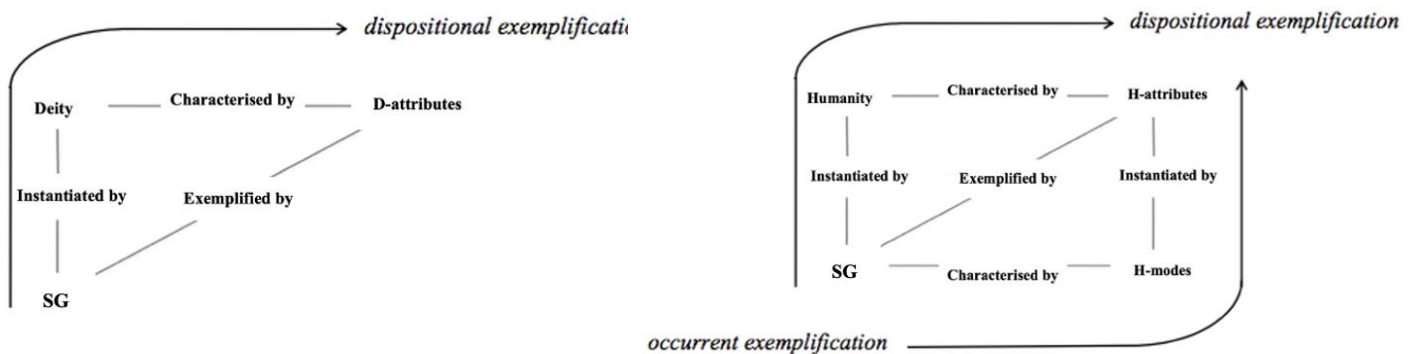 dispositional exemplificati
Deity
Characterised by
D-attributes
Instantiated by
Exemplified by
SG
dispositional exemplification
Humanity
Characterised by
H-attributes
Instantiated by
Exemplified by
Instantiated by
SG
Characterised by
H-modes
occurrent exemplification